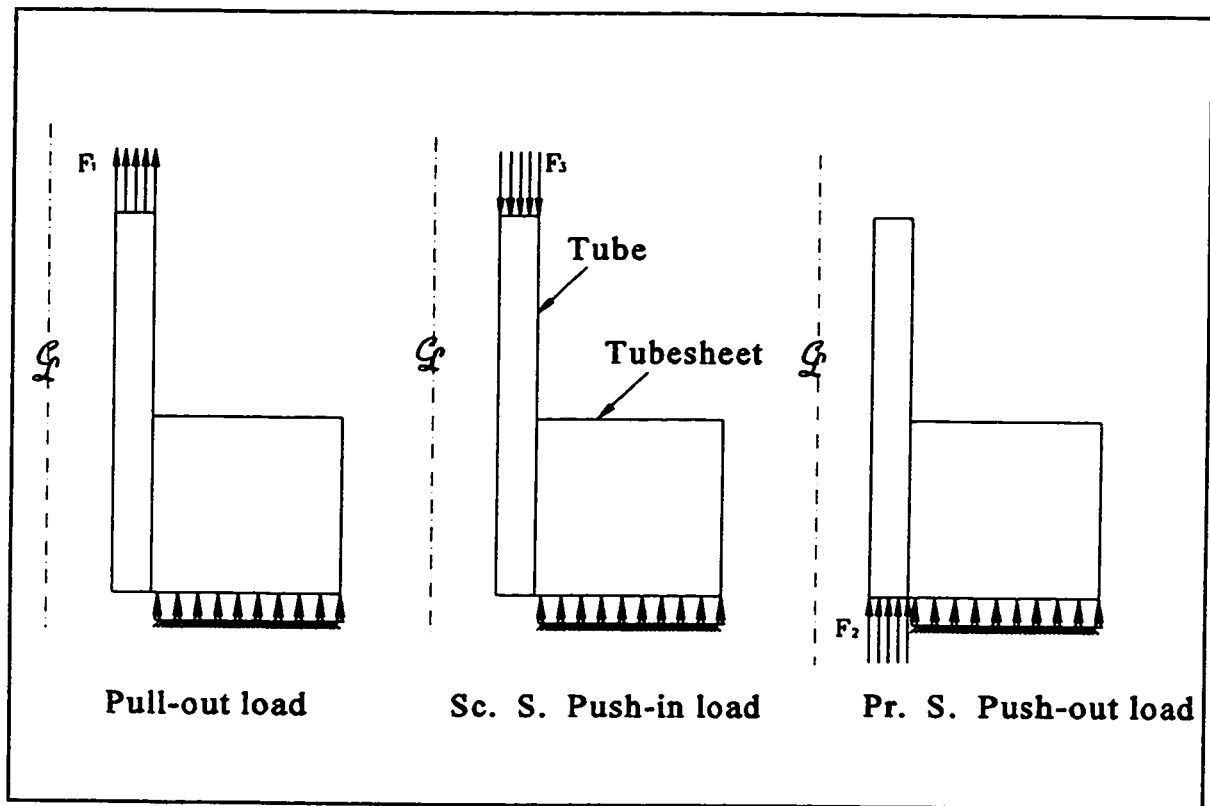 F₁
F₃
Tube
Tubesheet
℄
℄
℄
F₂
Pull-out load
Sc. S. Push-in load
Pr. S. Push-out load